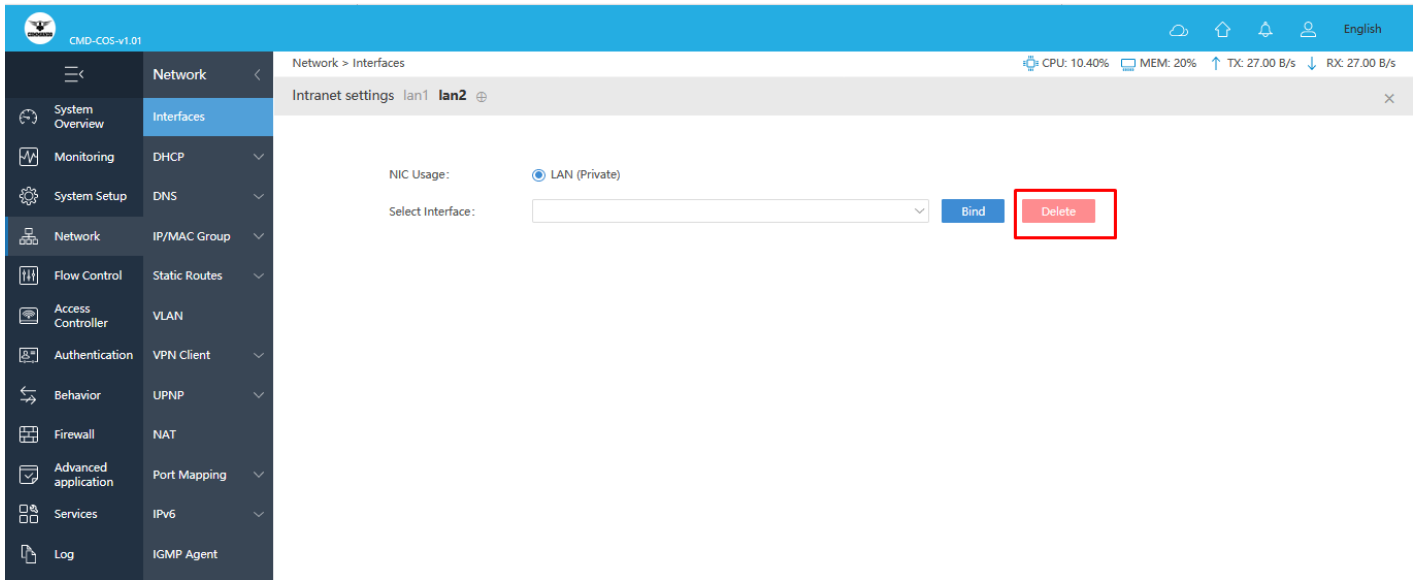 COMMANDO
CMD-COS-v1.01
English
Network > Interfaces
CPU: 10.40% MEM: 20% TX: 27.00 B/s RX: 27.00 B/s
Intranet settings lan1 lan2
System Overview
Monitoring
System Setup
Network
Flow Control
Access Controller
Authentication
Behavior
Firewall
Advanced application
Services
Log
Network
Interfaces
DHCP
DNS
IP/MAC Group
Static Routes
VLAN
VPN Client
UPNP
NAT
Port Mapping
IPv6
IGMP Agent
NIC Usage: LAN (Private)
Select Interface: Bind Delete